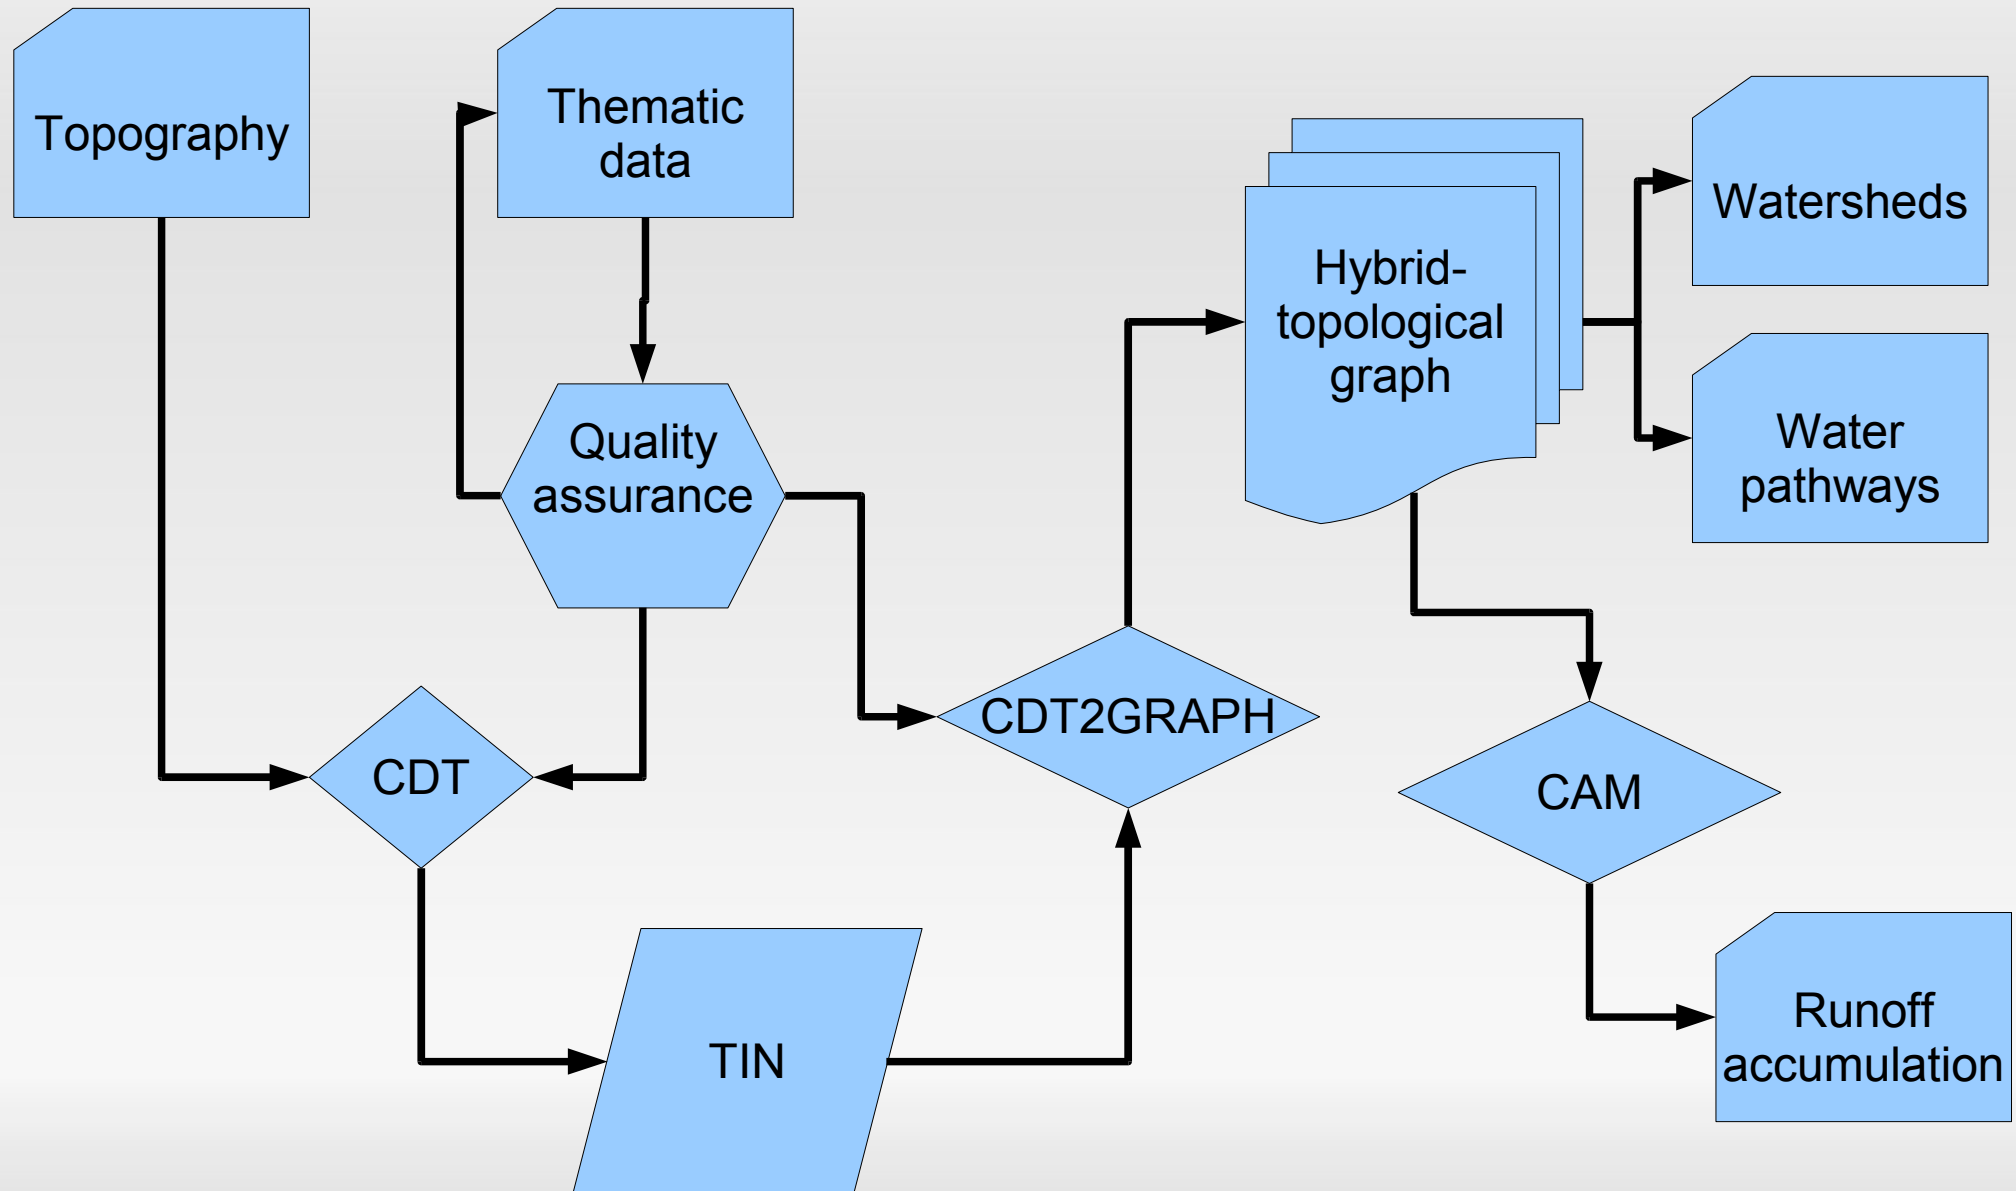 Topography
Thematic
data
Quality
assurance
CDT
TIN
CDT2GRAPH
Hybrid-
topological
graph
Watersheds
Water
pathways
CAM
Runoff
accumulation